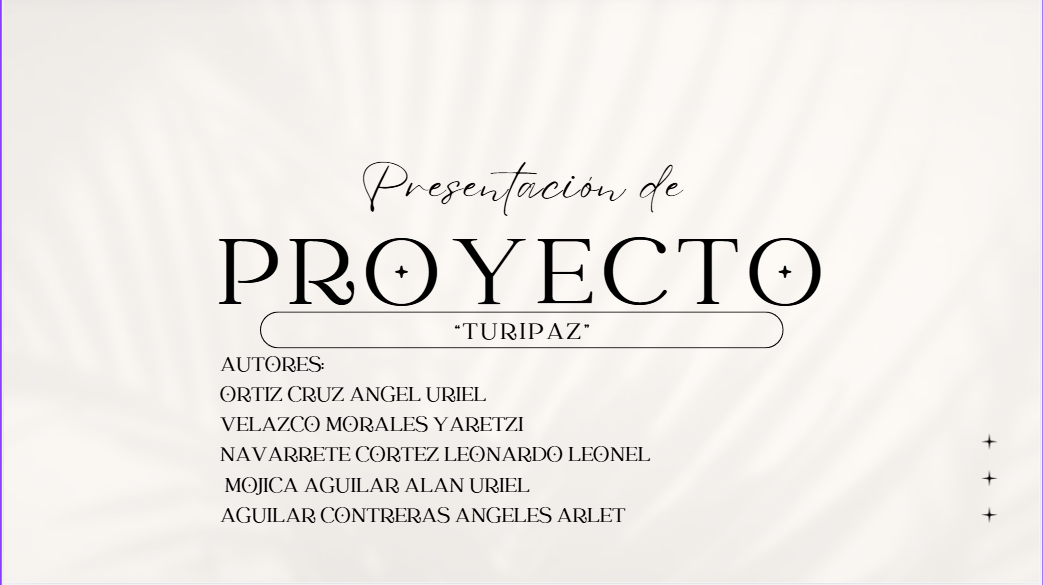 Presentación de
PROYECTO
“TURIPAZ”
AUTORES:
ORTIZ CRUZ ANGEL URIEL
VELAZCO MORALES YARETZI
NAVARRETE CORTEZ LEONARDO LEONEL
MOJICA AGUILAR ALAN URIEL
AGUILAR CONTRERAS ANGELES ARLET